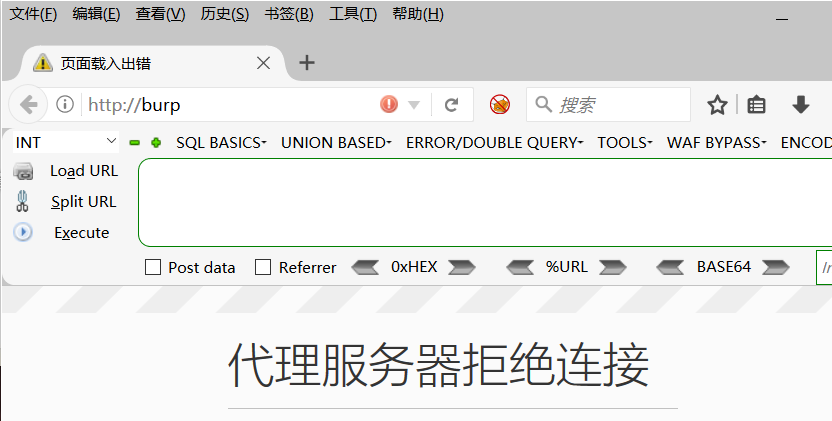 文件(F) 编辑(E) 查看(V) 历史(S) 书签(B) 工具(T) 帮助(H)
页面载入出错
http://burp 搜索
INT SQL BASICS UNION BASED ERROR/DOUBLE QUERY TOOLS WAF BYPASS ENCOD
Load URL
Split URL
Execute
Post data Referrer 0xHEX %URL BASE64
代理服务器拒绝连接